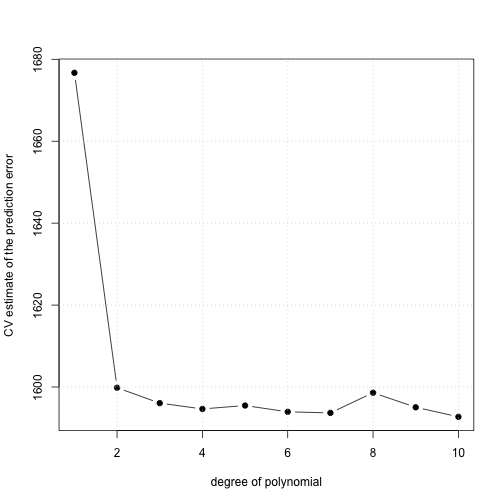 CV estimate of the prediction error
1680
1660
1640
1620
1600
2 4 6 8 10
degree of polynomial